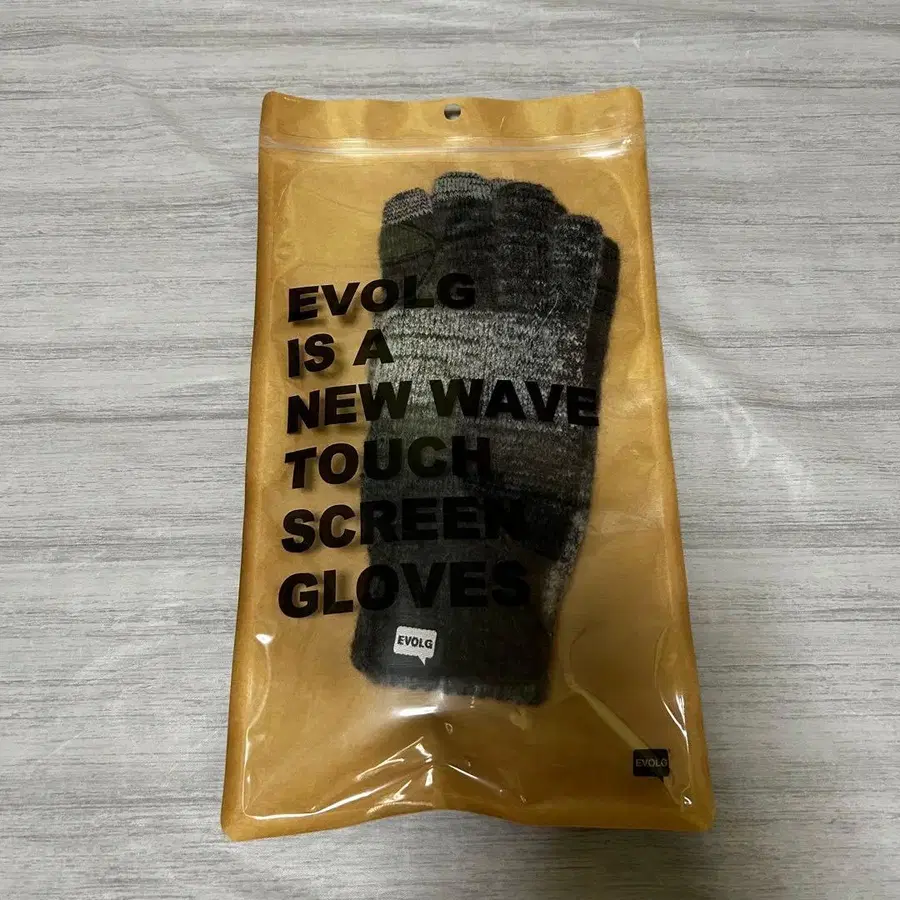 EVOLG
IS A
NEW WAVE
TOUCH
SCREEN
GLOVES
EVOLG
EVOLG